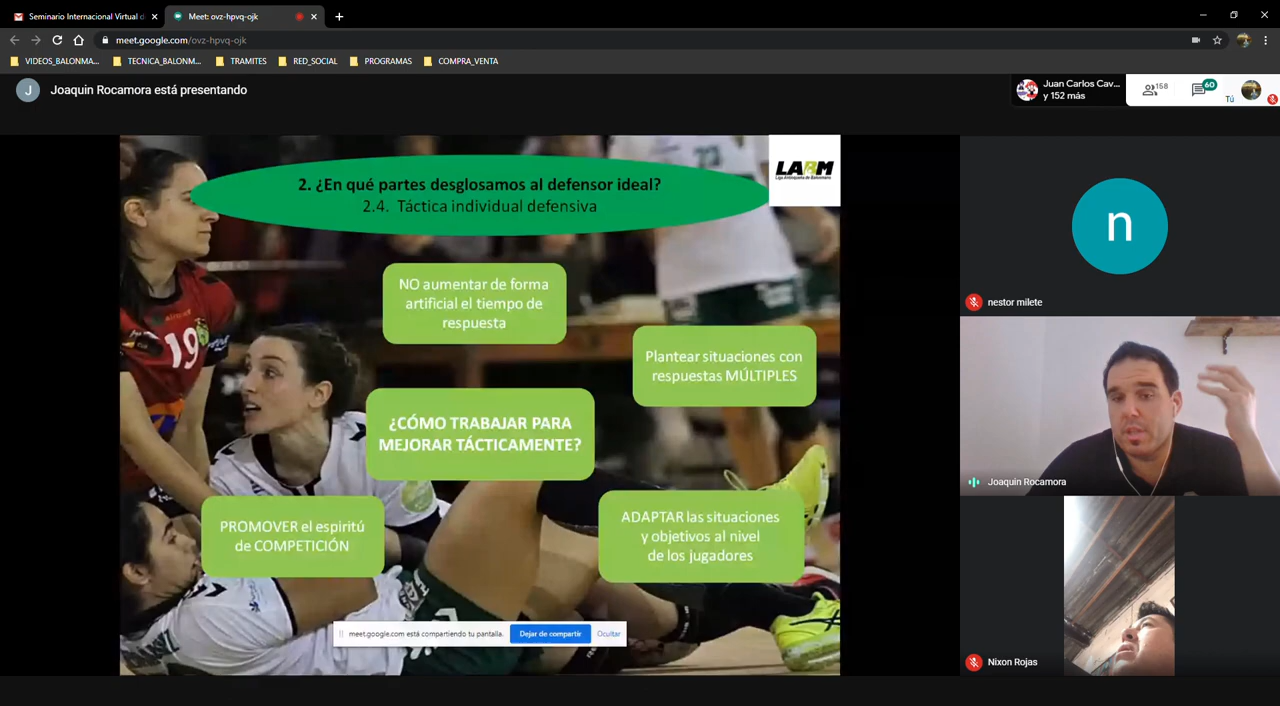 Seminario Internacional Virtual d
Meet: ovz-hpvq-ojk
meet.google.com/ovz-hpvq-ojk
VIDEOS_BALONMA...
TECNICA_BALONM...
TRAMITES
RED_SOCIAL
PROGRAMAS
COMPRA_VENTA
J
Joaquin Rocamora está presentando
Juan Carlos Cav...
y 152 más
158
60
Tú
LABM
Liga Antioqueña de Balonmano
2. ¿En qué partes desglosamos al defensor ideal?
2.4. Táctica individual defensiva
23
19
NO aumentar de forma
artificial el tiempo de
respuesta
Plantear situaciones con
respuestas MÚLTIPLES
¿CÓMO TRABAJAR PARA
MEJORAR TÁCTICAMENTE?
PROMOVER el espiritú
de COMPETICIÓN
ADAPTAR las situaciones
y objetivos al nivel
de los jugadores
meet.google.com está compartiendo tu pantalla.
Dejar de compartir
Ocultar
n
nestor milete
Joaquin Rocamora
Nixon Rojas